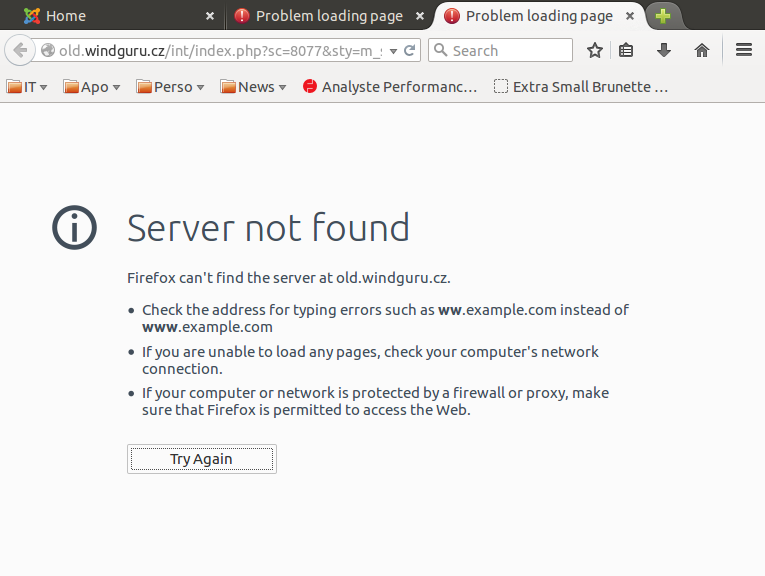 Home
Problem loading page
Problem loading page
old.windguru.cz/int/index.php?sc=8077&sty=m_
Search
IT
Apo
Perso
News
Analyste Performanc...
Extra Small Brunette ...
Server not found
Firefox can't find the server at old.windguru.cz.
Check the address for typing errors such as ww.example.com instead of
www.example.com
If you are unable to load any pages, check your computer's network
connection.
If your computer or network is protected by a firewall or proxy, make
sure that Firefox is permitted to access the Web.
Try Again